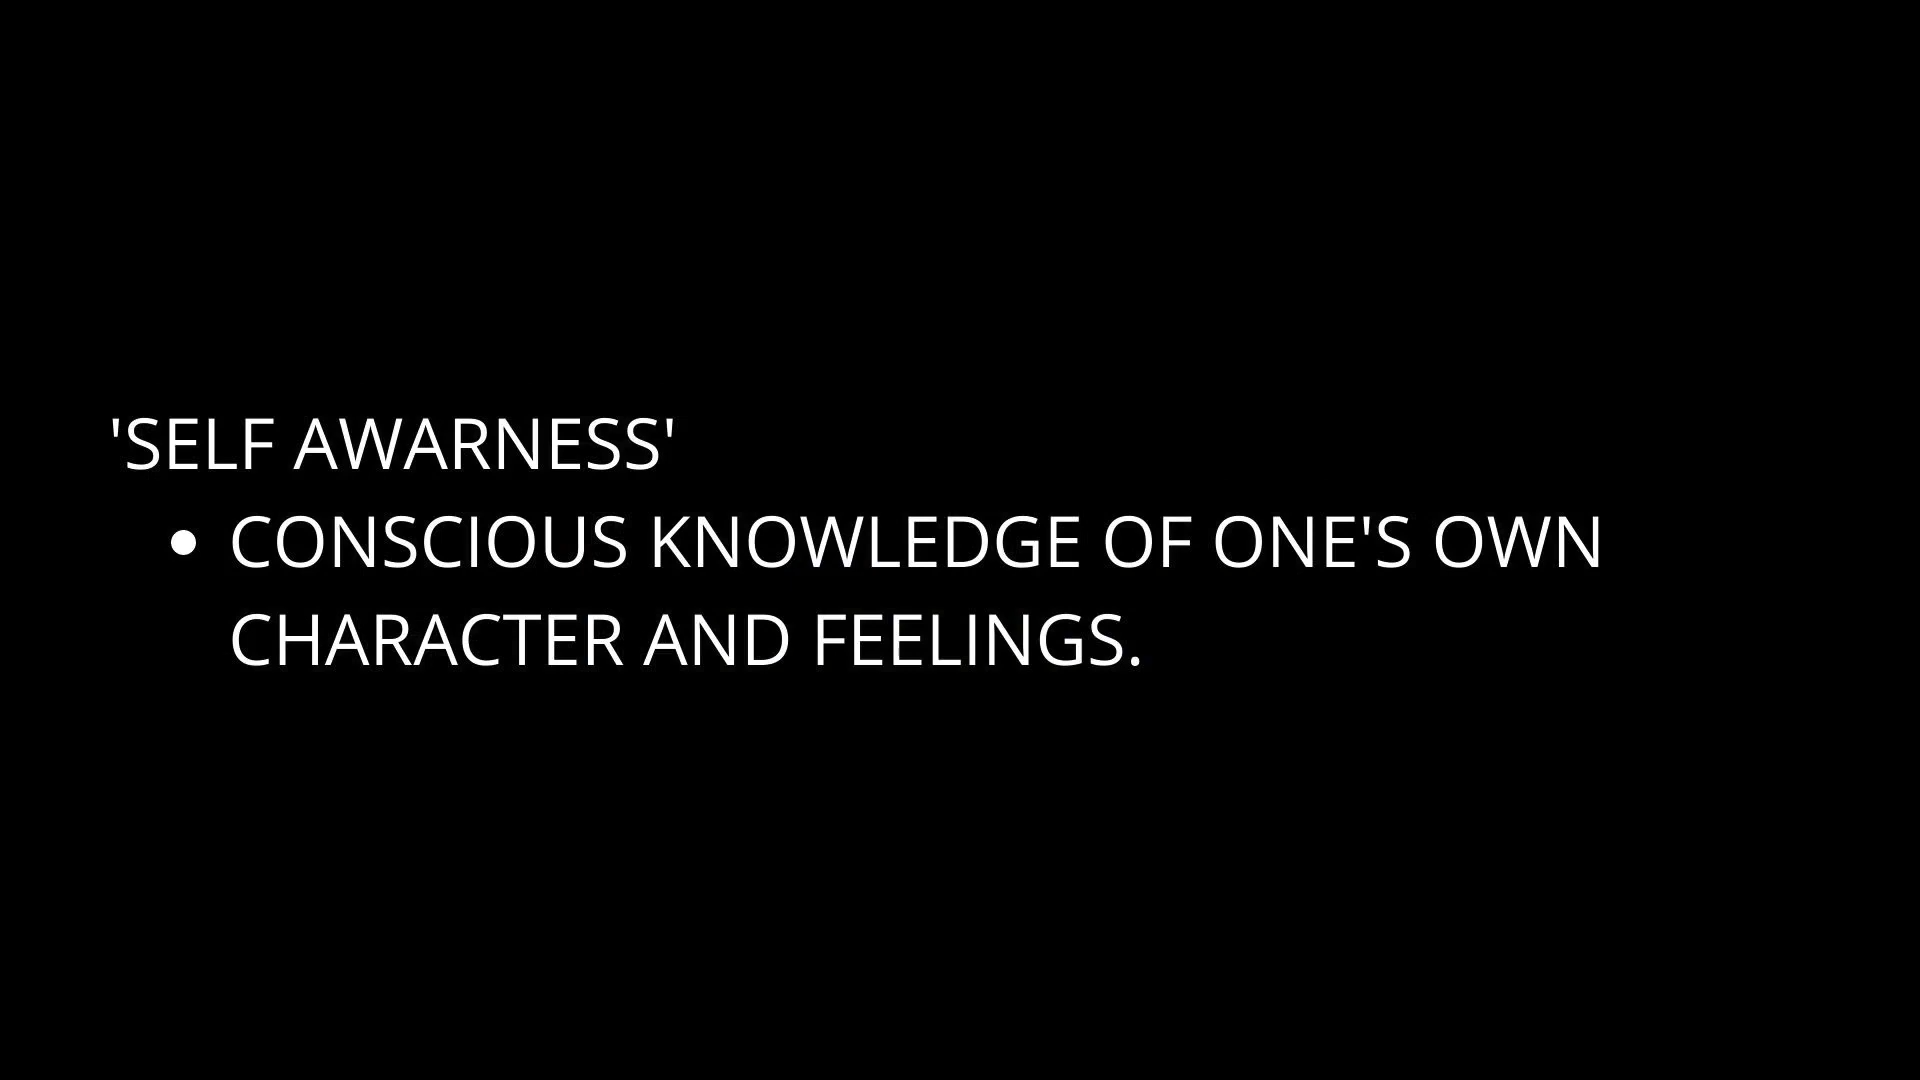 'SELF AWARNESS'
• CONSCIOUS KNOWLEDGE OF ONE'S OWN
CHARACTER AND FEELINGS.